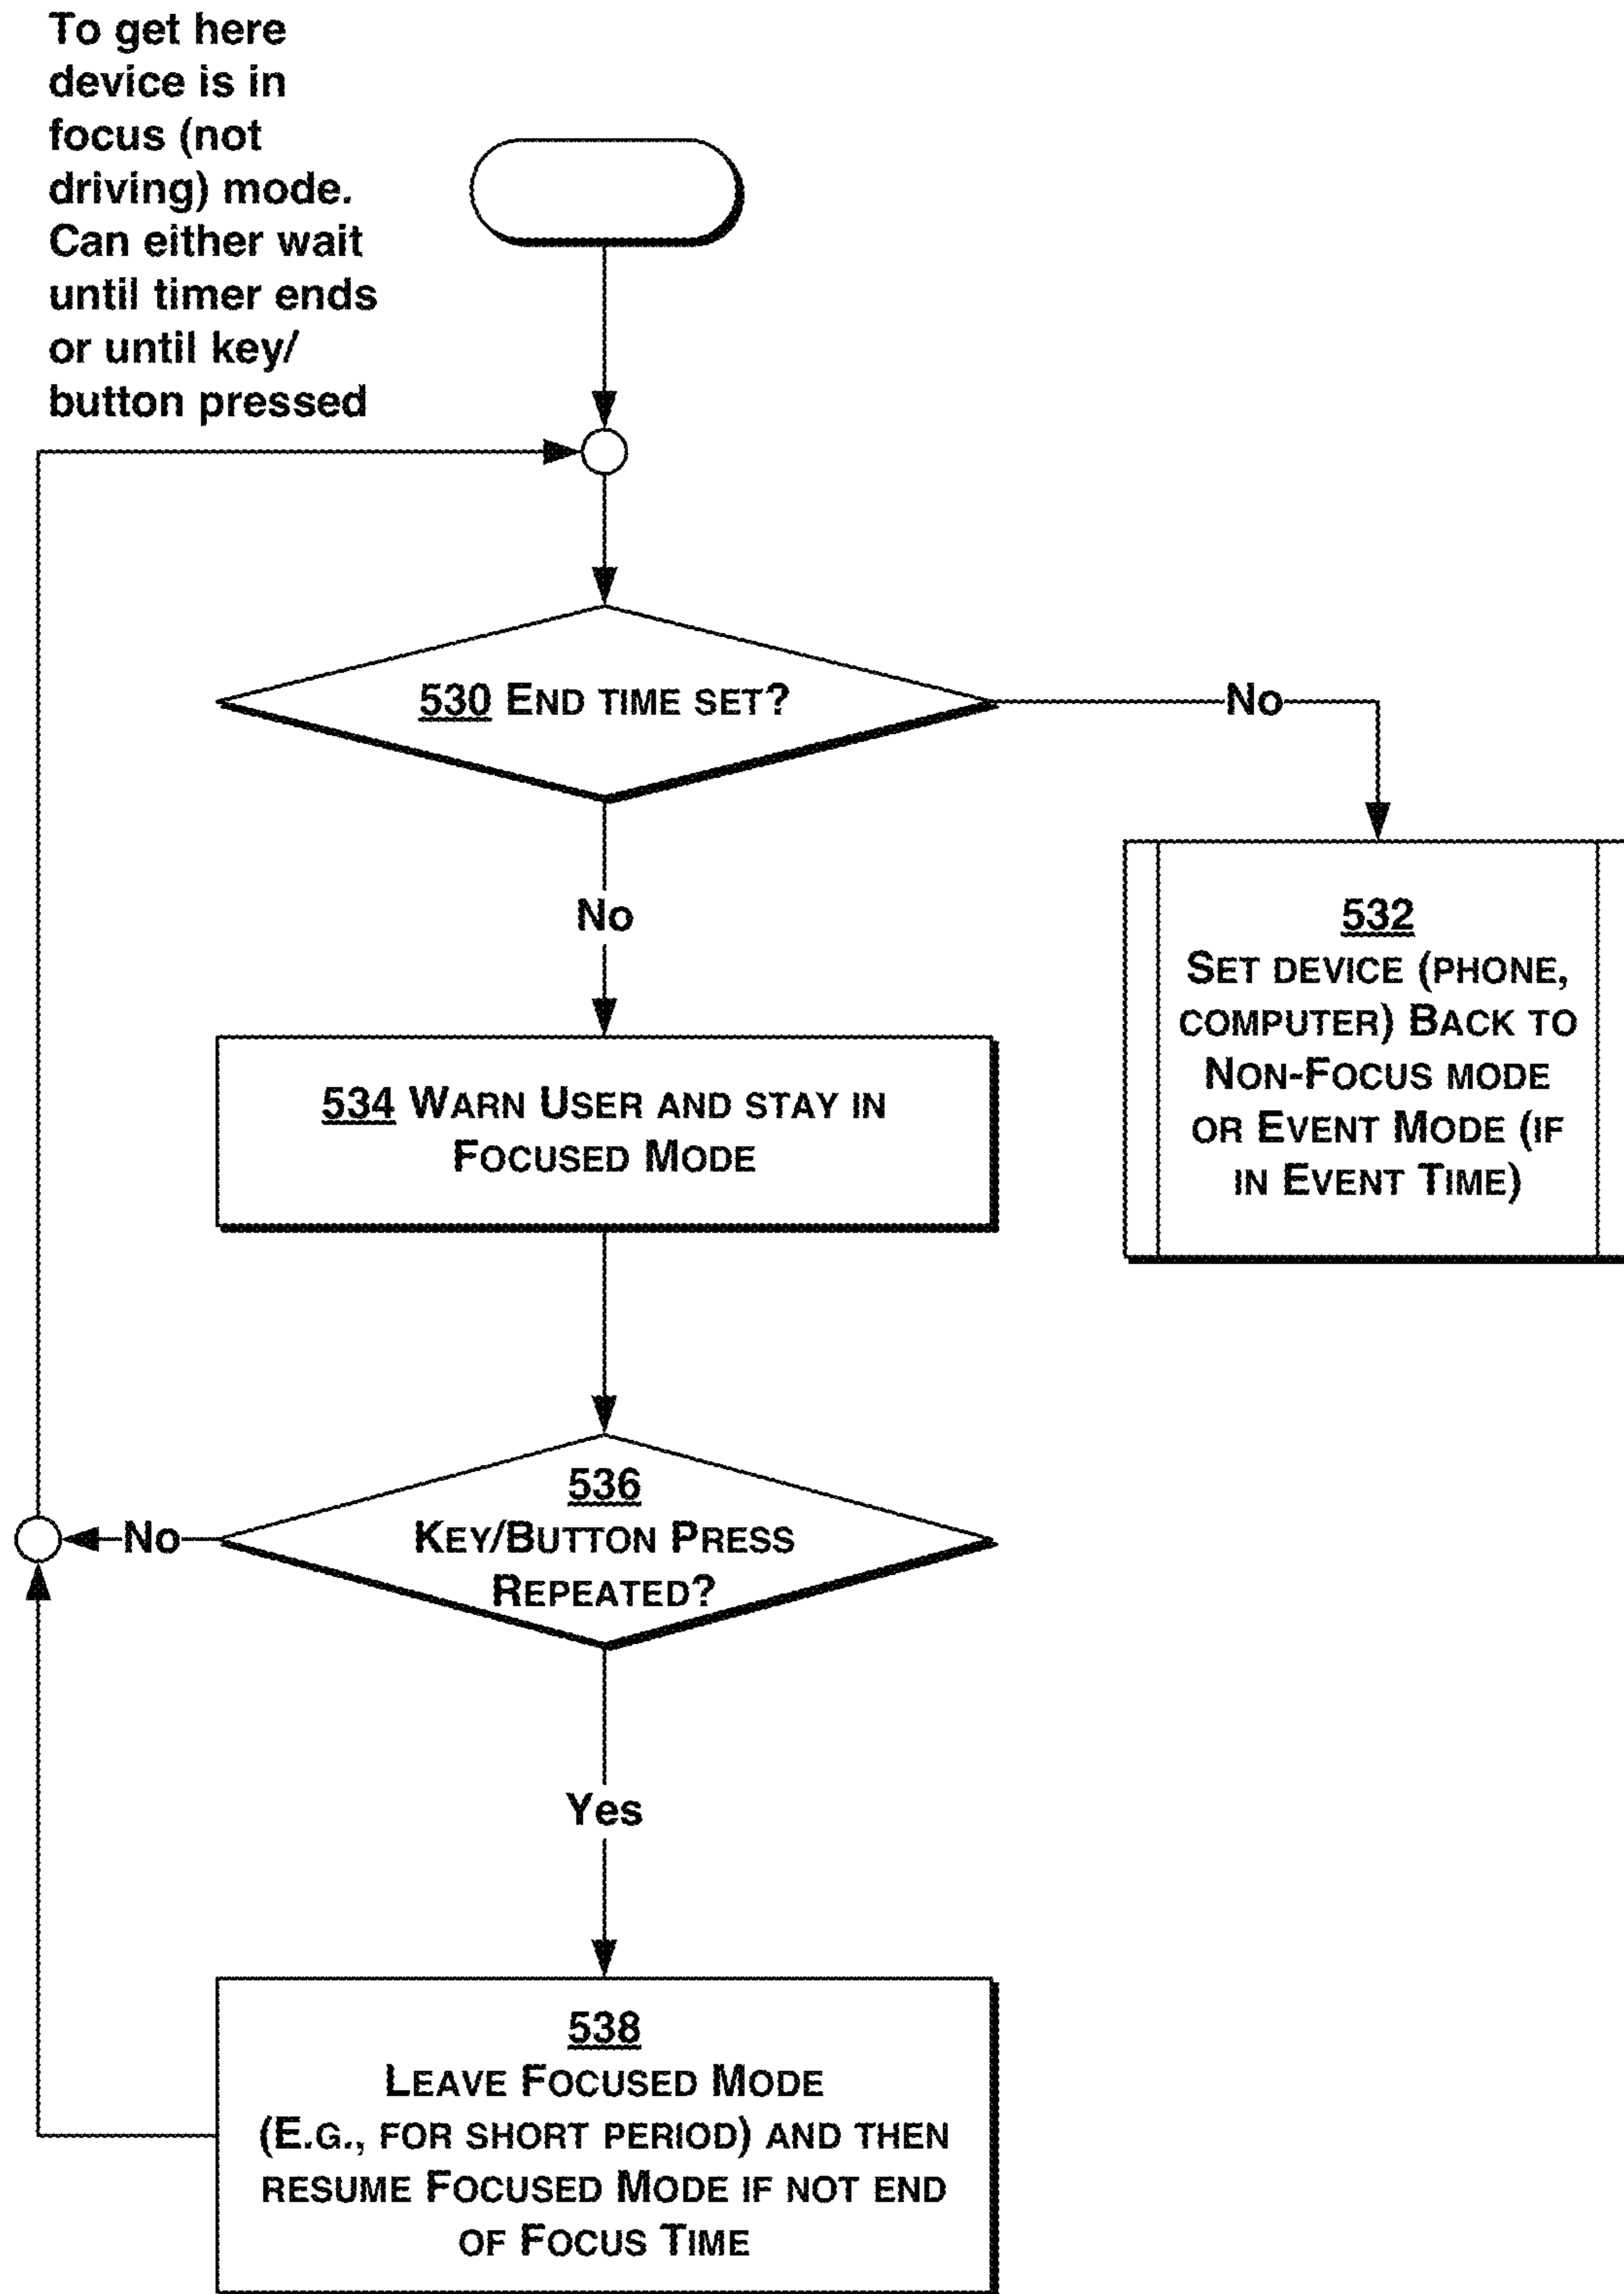 To get here
device is in
focus (not
driving) mode.
Can either wait
until timer ends
or until key/
button pressed
530 END TIME SET?
No
No
532
SET DEVICE (PHONE,
COMPUTER) BACK TO
NON-FOCUS MODE
OR EVENT MODE (IF
IN EVENT TIME)
534 WARN USER AND STAY IN
FOCUSED MODE
536
KEY/BUTTON PRESS
REPEATED?
No
Yes
538
LEAVE FOCUSED MODE
(E.G., FOR SHORT PERIOD) AND THEN
RESUME FOCUSED MODE IF NOT END
OF FOCUS TIME